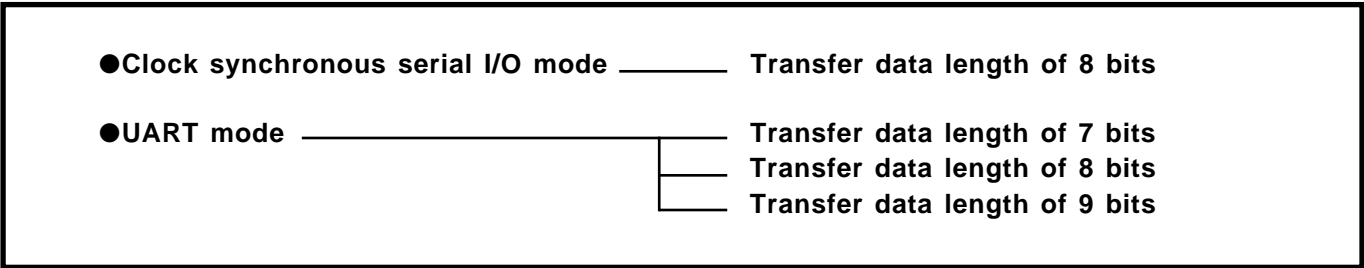 ●Clock synchronous serial I/O mode Transfer data length of 8 bits
●UART mode Transfer data length of 7 bits
Transfer data length of 8 bits
Transfer data length of 9 bits